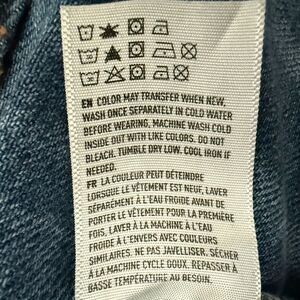 EN COLOR MAY TRANSFER WHEN NEW.
WASH ONCE SEPARATELY IN COLD WATER
BEFORE WEARING, MACHINE WASH COLD
INSIDE OUT WITH LIKE COLORS. DO NOT
BLEACH. TUMBLE DRY LOW. COOL IRON IF
NEEDED.
FR LA COULEUR PEUT DÉTEINDRE
LORSQUE LE VÊTEMENT EST NEUF, LAVER
SÉPARÉMENT À L'EAU FROIDE AVANT DE
PORTER LE VÊTEMENT POUR LA PREMIÈRE
FOIS, LAVER À LA MACHINE À L'EAU
FROIDE À L'ENVERS AVEC COULEURS
SIMILAIRES. NE PAS JAVELLISER. SÉCHER
À LA MACHINE CYCLE DOUX. REPASSER À
BASSE TEMPÉRATURE AU BESOIN.